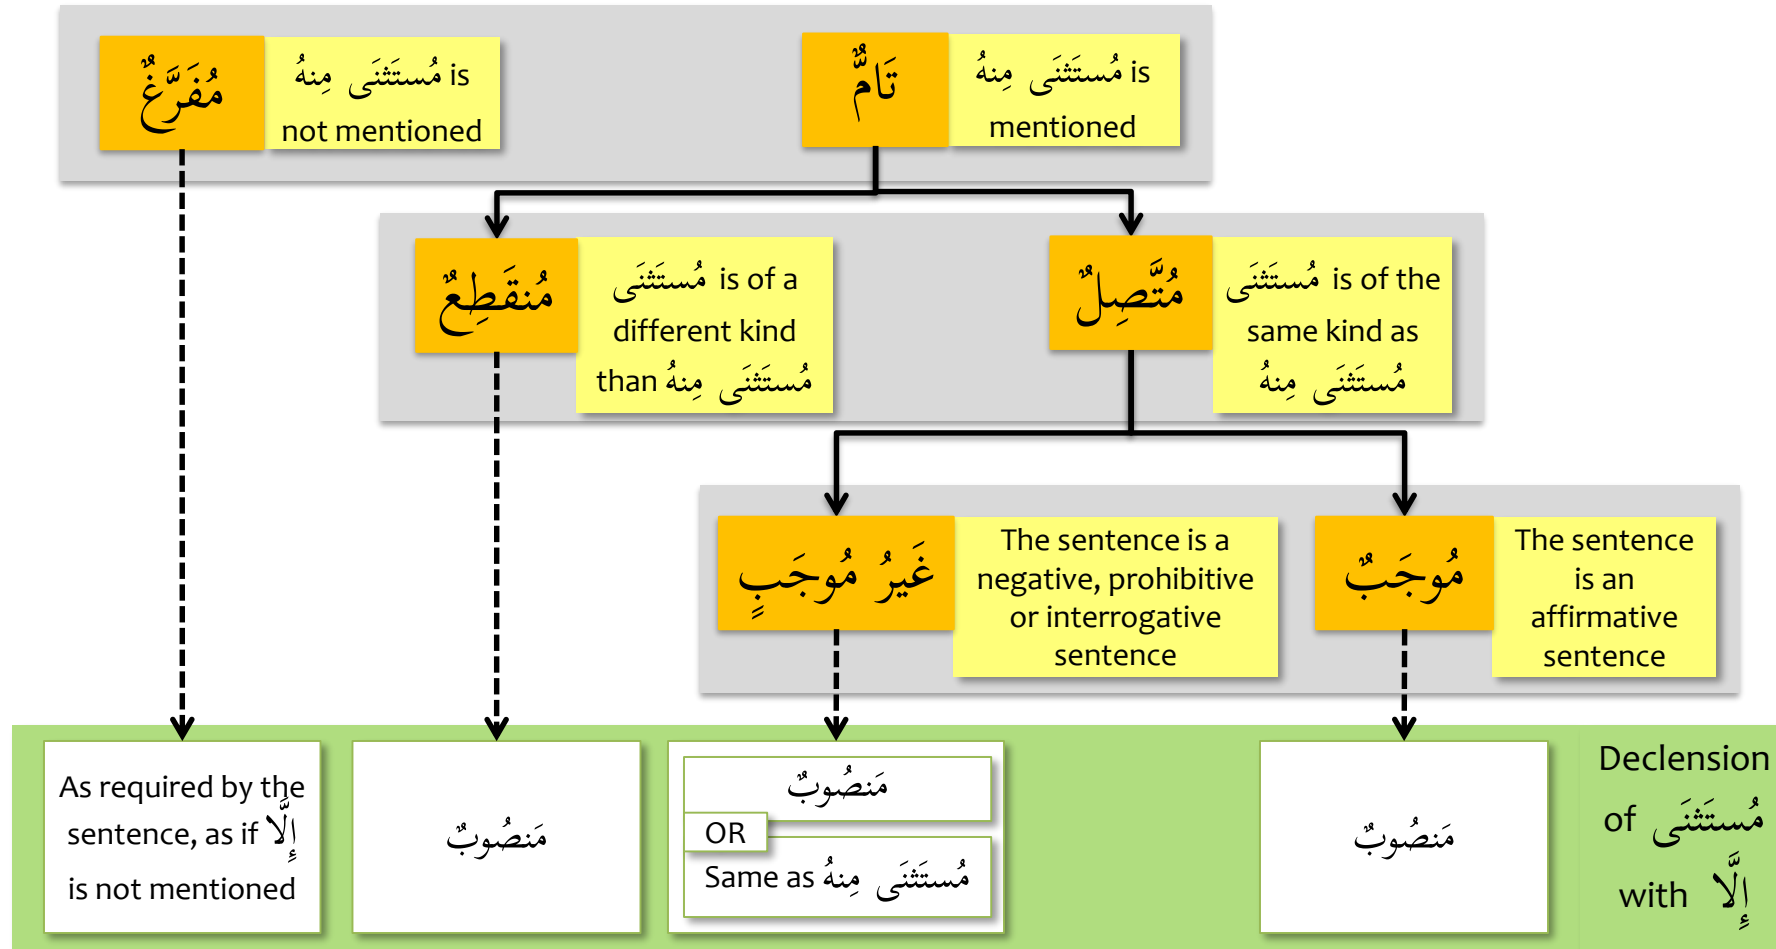 مُفَرَّغٌ
مُستَثنَى مِنهُ is
not mentioned
تَامٌّ
مُستَثنَى مِنهُ is
mentioned
مُنقَطِعٌ
مُستَثنَى is of a
different kind
than مُستَثنَى مِنهُ
مُتَّصِلٌ
مُستَثنَى is of the
same kind as
مُستَثنَى مِنهُ
غَيرُ مُوجَبٍ
The sentence is a
negative, prohibitive
or interrogative
sentence
مُوجَبٌ
The sentence
is an
affirmative
sentence
As required by the
sentence, as if إِلَّا
is not mentioned
مَنصُوبٌ
مَنصُوبٌ
OR
Same as مُستَثنَى مِنهُ
مَنصُوبٌ
Declension
of مُستَثنَى
with إِلَّا